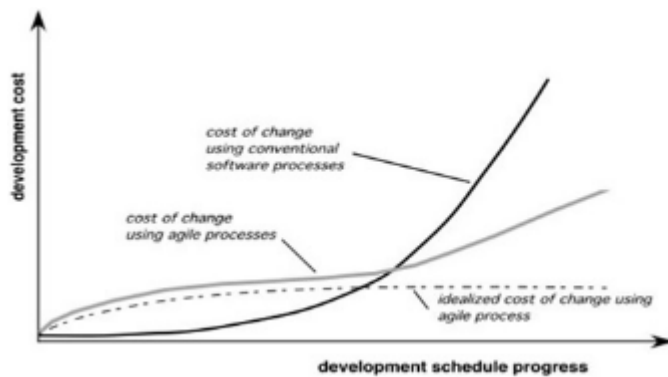 development cost
cost of change
using conventional
software processes
cost of change
using agile processes
idealized cost of change using
agile process
development schedule progress